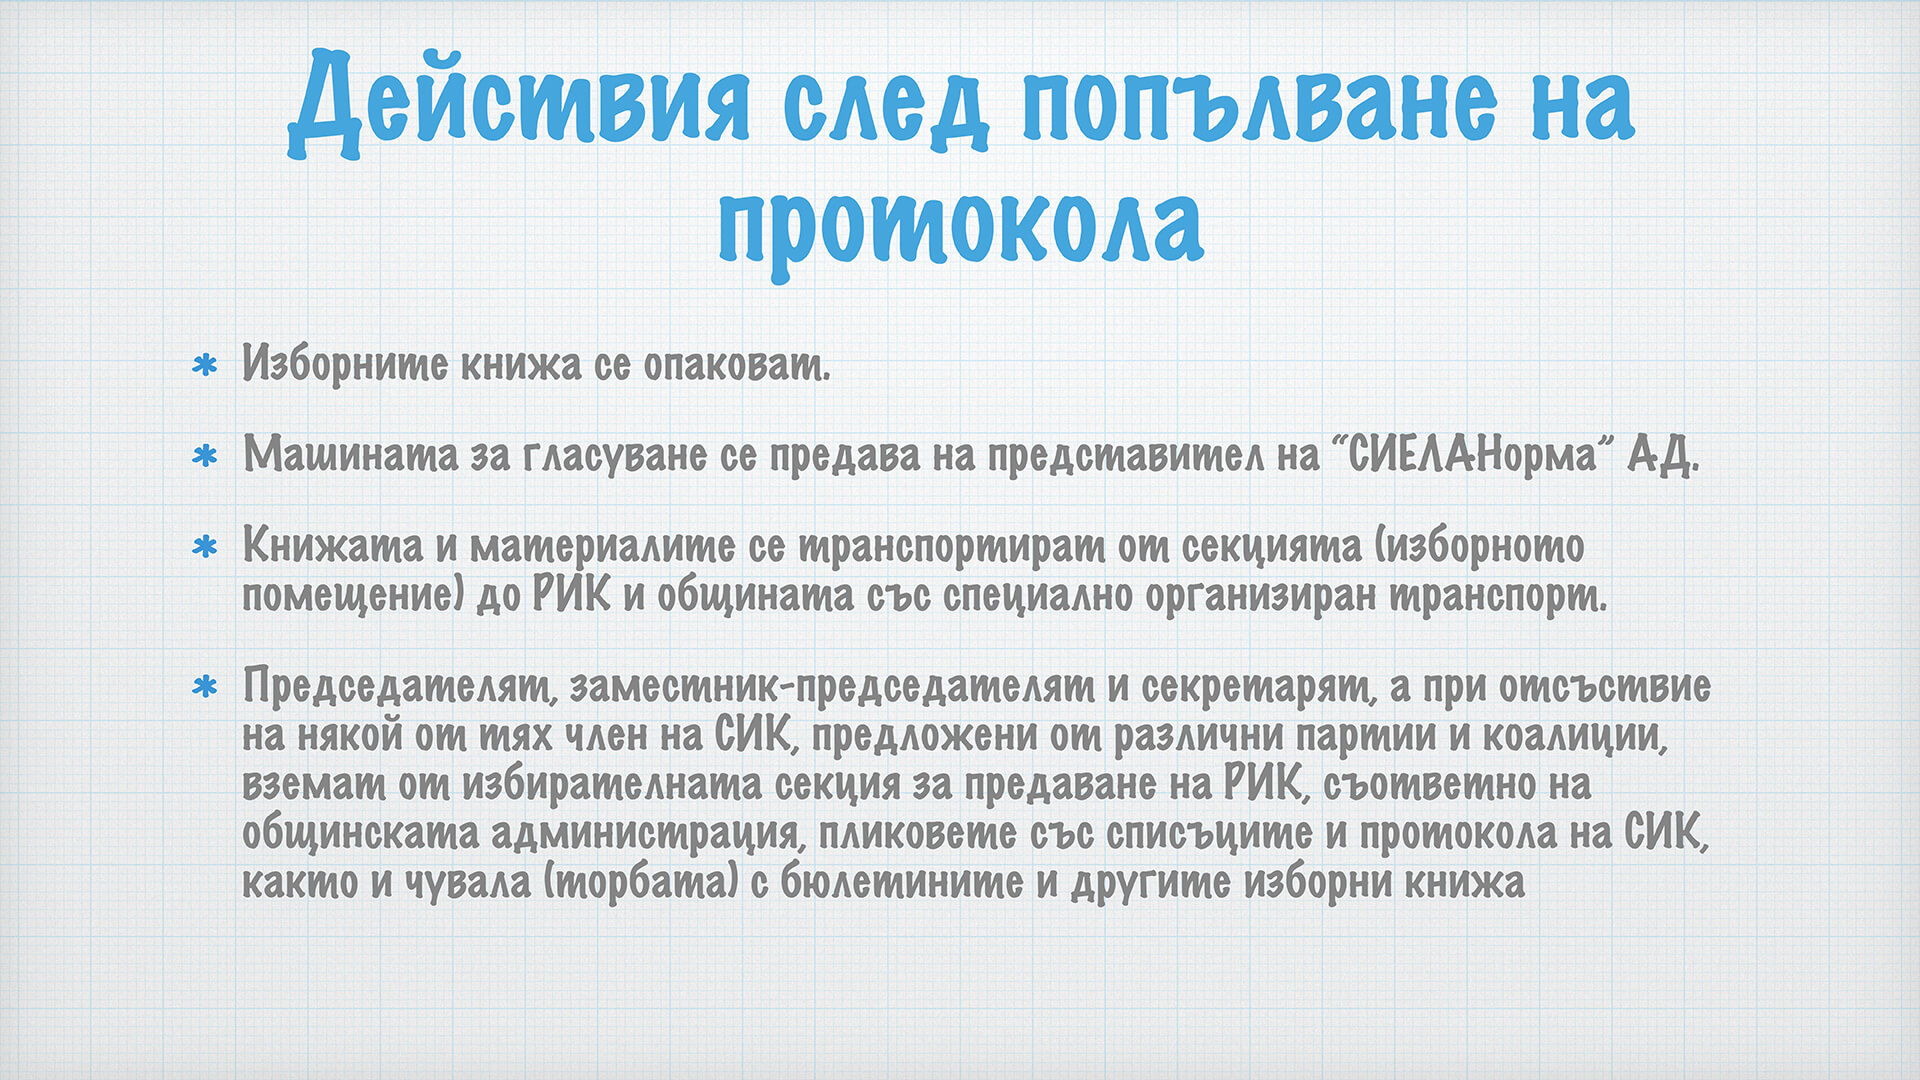 Действия след попълване на
протокола
* Изборните книжа се опаковат.
* Машината за гласуване се предава на представител на “СИЕЛАНорма” АД.
* Книжата и материалите се транспортират от секцията (изборното
помещение) до РИК и общината със специално организиран транспорт.
* Председателят, заместник-председателят и секретарят, а при отсъствие
на някой от тях член на СИК, предложени от различни партии и коалиции,
вземат от избирателната секция за предаване на РИК, съответно на
общинската администрация, пликовете със списъците и протокола на СИК,
както и чувала (торбата) с бюлетините и другите изборни книжа